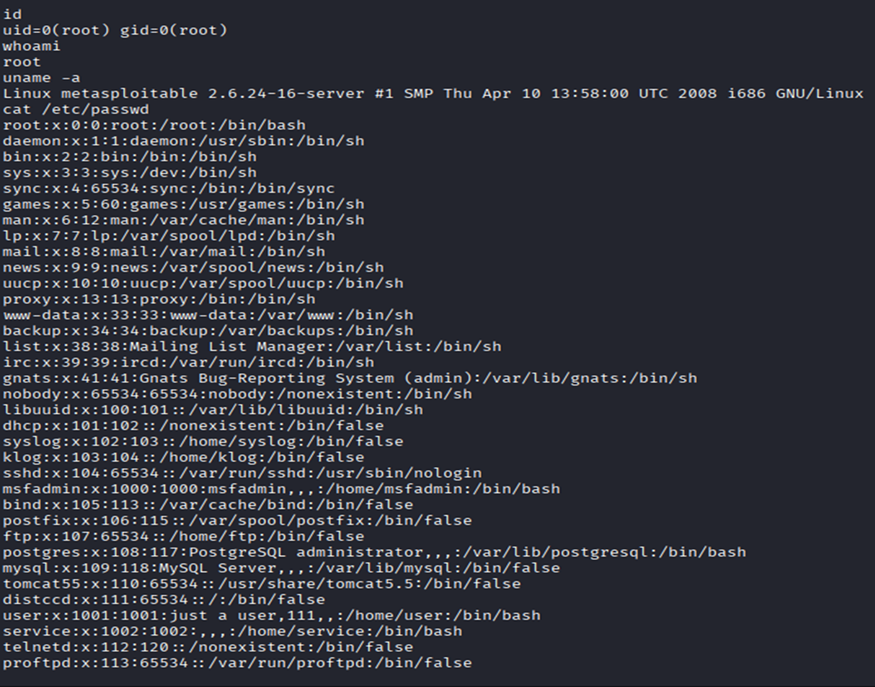 id
uid=0(root) gid=0(root)
whoami
root
uname -a
Linux metasploitable 2.6.24-16-server #1 SMP Thu Apr 10 13:58:00 UTC 2008 i686 GNU/Linux
cat /etc/passwd
root:x:0:0:root:/root:/bin/bash
daemon:x:1:1:daemon:/usr/sbin:/bin/sh
bin:x:2:2:bin:/bin:/bin/sh
sys:x:3:3:sys:/dev:/bin/sh
sync:x:4:65534:sync:/bin:/bin/sync
games:x:5:60:games:/usr/games:/bin/sh
man:x:6:12:man:/var/cache/man:/bin/sh
lp:x:7:7:lp:/var/spool/lpd:/bin/sh
mail:x:8:8:mail:/var/mail:/bin/sh
news:x:9:9:news:/var/spool/news:/bin/sh
uucp:x:10:10:uucp:/var/spool/uucp:/bin/sh
proxy:x:13:13:proxy:/bin:/bin/sh
www-data:x:33:33:www-data:/var/www:/bin/sh
backup:x:34:34:backup:/var/backups:/bin/sh
list:x:38:38:Mailing List Manager:/var/list:/bin/sh
irc:x:39:39:ircd:/var/run/ircd:/bin/sh
gnats:x:41:41:Gnats Bug-Reporting System (admin):/var/lib/gnats:/bin/sh
nobody:x:65534:65534:nobody:/nonexistent:/bin/sh
libuuid:x:100:101::/var/lib/libuuid:/bin/sh
dhcp:x:101:102::/nonexistent:/bin/false
syslog:x:102:103::/home/syslog:/bin/false
klog:x:103:104::/home/klog:/bin/false
sshd:x:104:65534::/var/run/sshd:/usr/sbin/nologin
msfadmin:x:1000:1000:msfadmin,,,:/home/msfadmin:/bin/bash
bind:x:105:113::/var/cache/bind:/bin/false
postfix:x:106:115::/var/spool/postfix:/bin/false
ftp:x:107:65534::/home/ftp:/bin/false
postgres:x:108:117:PostgreSQL administrator,,,:/var/lib/postgresql:/bin/bash
mysql:x:109:118:MySQL Server,,,:/var/lib/mysql:/bin/false
tomcat55:x:110:65534::/usr/share/tomcat5.5:/bin/false
distccd:x:111:65534::/:/bin/false
user:x:1001:1001:just a user,111,,:/home/user:/bin/bash
service:x:1002:1002:,,,:/home/service:/bin/bash
telnetd:x:112:120::/nonexistent:/bin/false
proftpd:x:113:65534::/var/run/proftpd:/bin/false